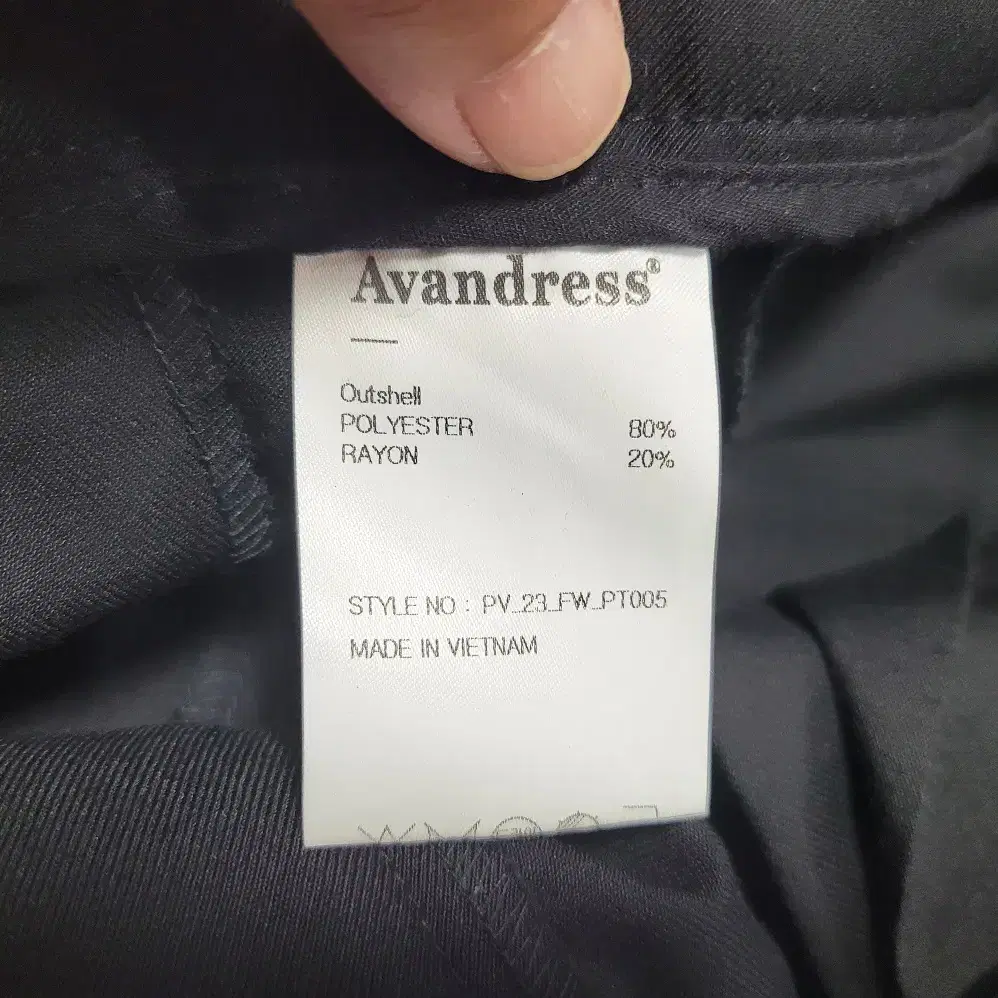 Avandress®
Outshell
POLYESTER 80%
RAYON 20%
STYLE NO : PV_23_FW_PT005
MADE IN VIETNAM